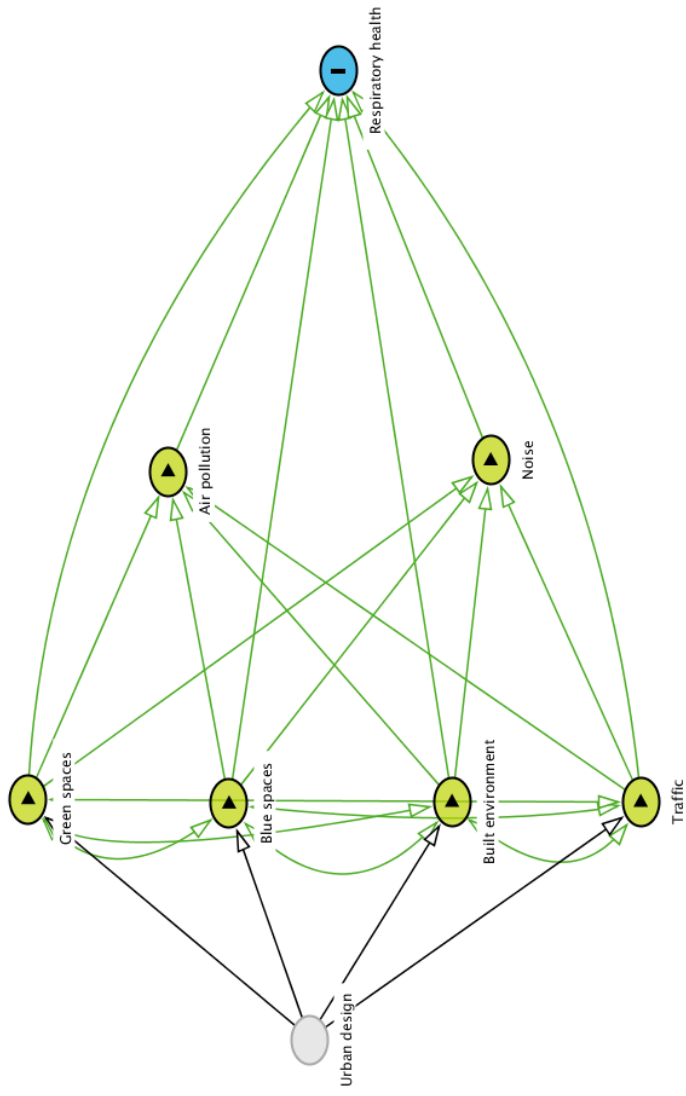 Respiratory health
Air pollution
Noise
Green spaces
Blue spaces
Built environment
Traffic
Urban design